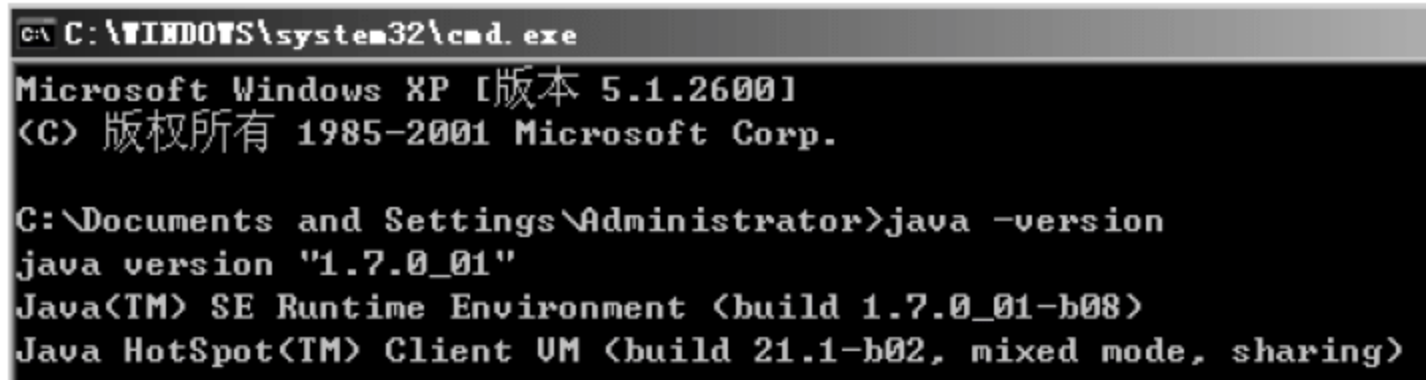 C:\WINDOWS\system32\cmd.exe
Microsoft Windows XP [版本 5.1.2600]
(C) 版权所有 1985-2001 Microsoft Corp.
C:\Documents and Settings\Administrator>java -version
java version "1.7.0_01"
Java(TM) SE Runtime Environment (build 1.7.0_01-b08)
Java HotSpot(TM) Client VM (build 21.1-b02, mixed mode, sharing)